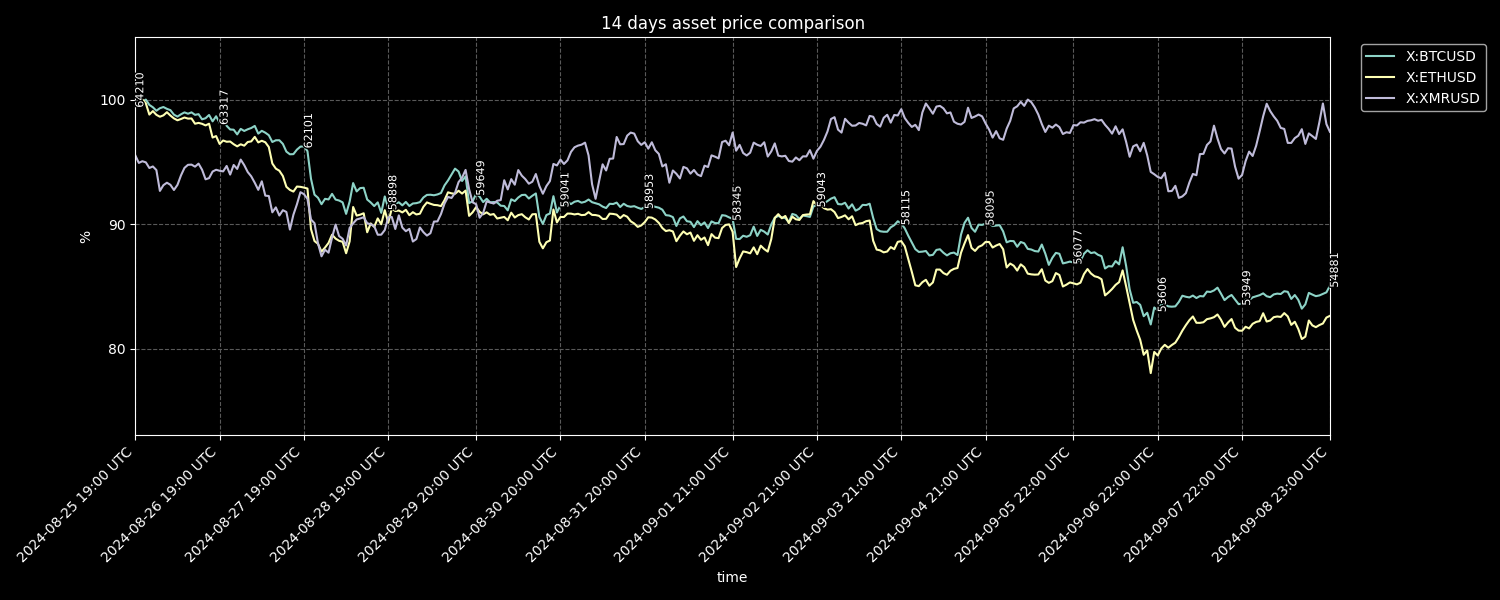 14 days asset price comparison
X:BTCUSD
X:ETHUSD
X:XMRUSD
100
90
80
%
64210
63317
62101
58898
59649
59041
58953
58345
59043
58115
58095
56077
53606
53949
54881
2024-08-25 19:00 UTC
2024-08-26 19:00 UTC
2024-08-27 19:00 UTC
2024-08-28 19:00 UTC
2024-08-29 20:00 UTC
2024-08-30 20:00 UTC
2024-08-31 20:00 UTC
2024-09-01 21:00 UTC
2024-09-02 21:00 UTC
2024-09-03 21:00 UTC
2024-09-04 21:00 UTC
2024-09-05 22:00 UTC
2024-09-06 22:00 UTC
2024-09-07 22:00 UTC
2024-09-08 23:00 UTC
time